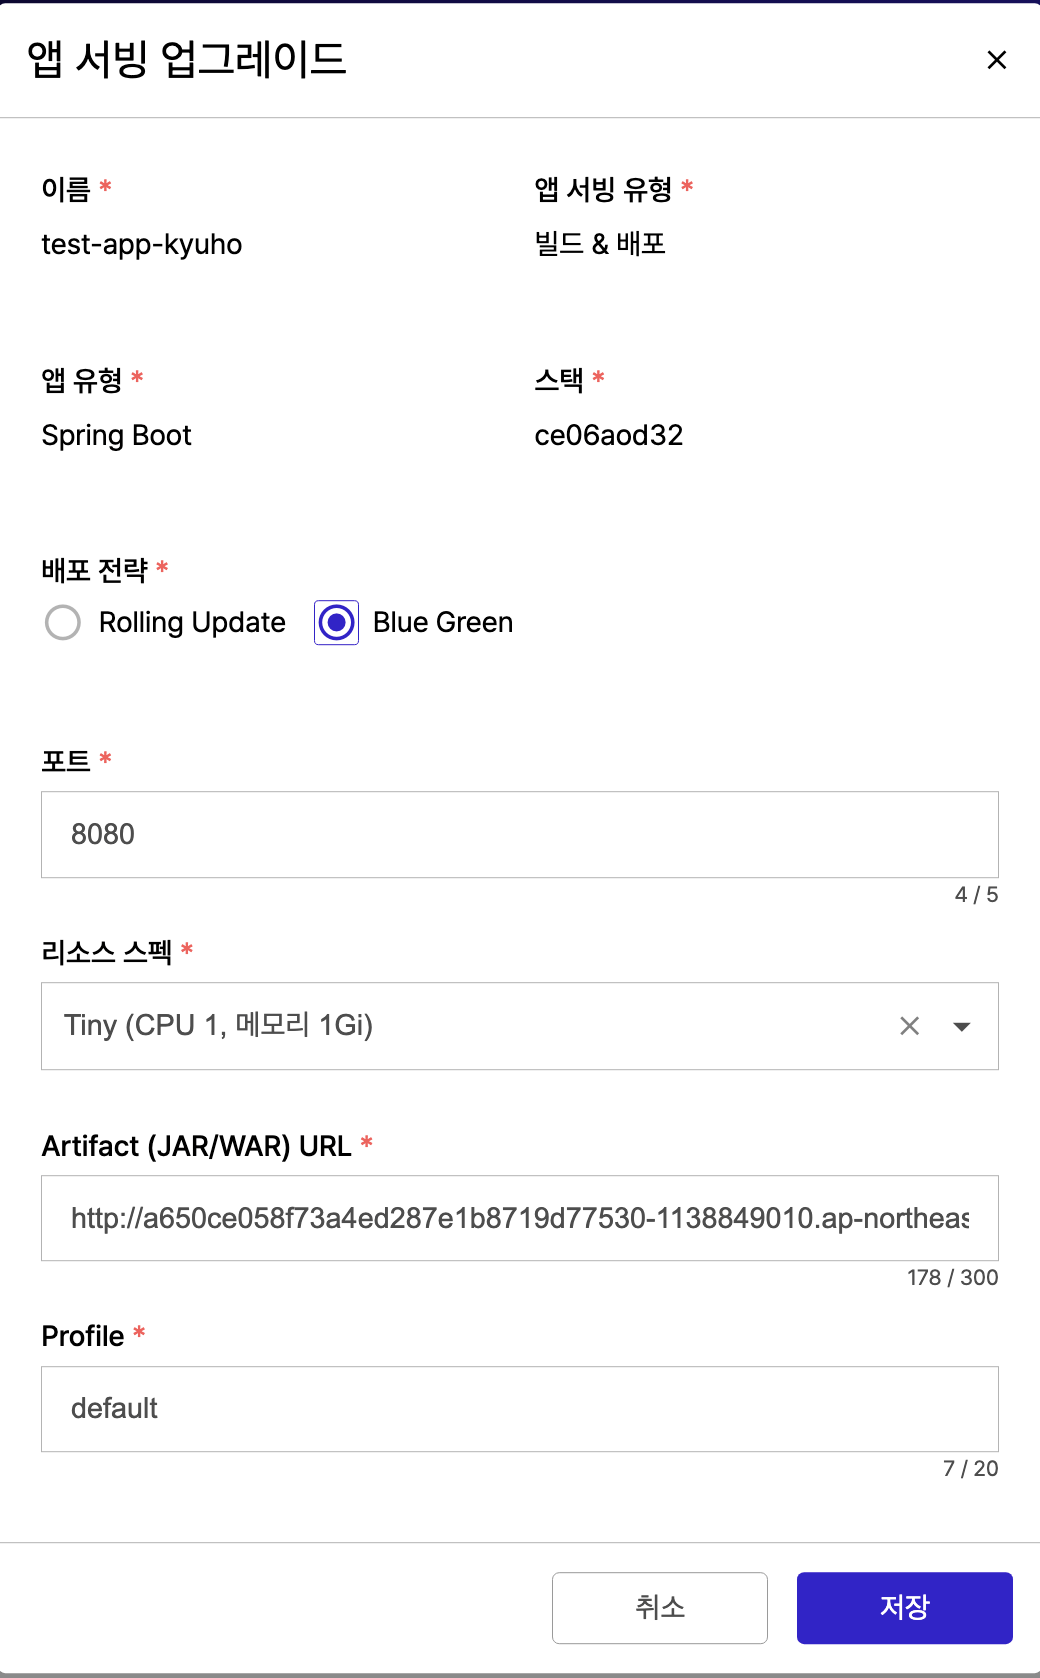 앱 서빙 업그레이드
이름 *
앱 서빙 유형 *
test-app-kyuho
빌드 & 배포
앱 유형 *
스택 *
Spring Boot
ce06aod32
배포 전략 *
Rolling Update
Blue Green
포트 *
8080
4 / 5
리소스 스펙 *
Tiny (CPU 1, 메모리 1Gi)
Artifact (JAR/WAR) URL *
http://a650ce058f73a4ed287e1b8719d77530-1138849010.ap-northeas
178 / 300
Profile *
default
7 / 20
취소
저장